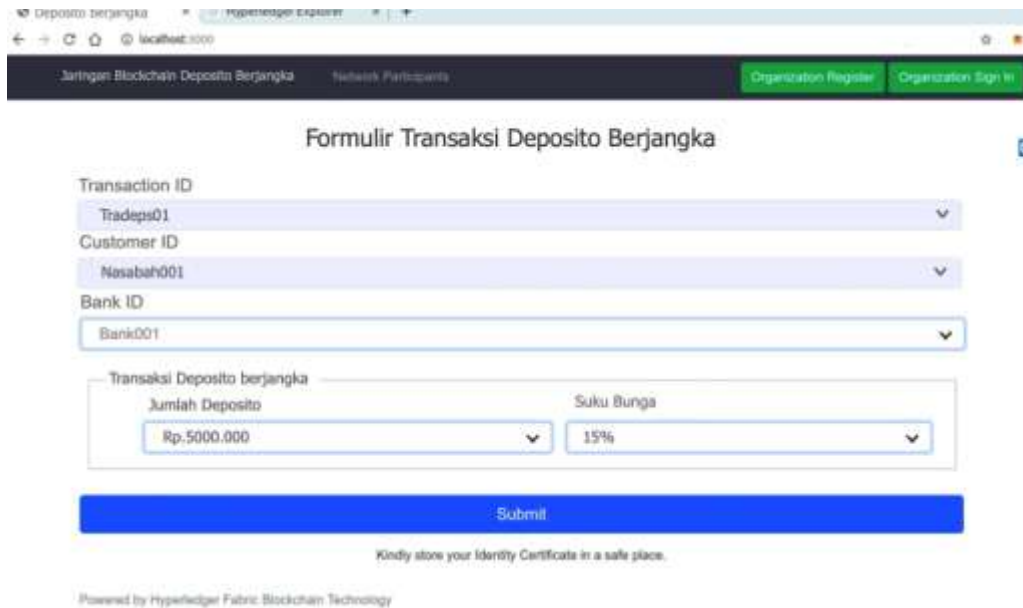 Deposito Berjangka
Hyperledger Explorer
localhost:3000
Jaringan Blockchain Deposito Berjangka
Network Participants
Organization Register
Organization Sign In
Formulir Transaksi Deposito Berjangka
Transaction ID
Tradeps01
Customer ID
Nasabah001
Bank ID
Bank001
Transaksi Deposito berjangka
Jumlah Deposito
Suku Bunga
Rp.5000.000
15%
Submit
Kindly store your Identity Certificate in a safe place.
Powered by Hyperledger Fabric Blockchain Technology